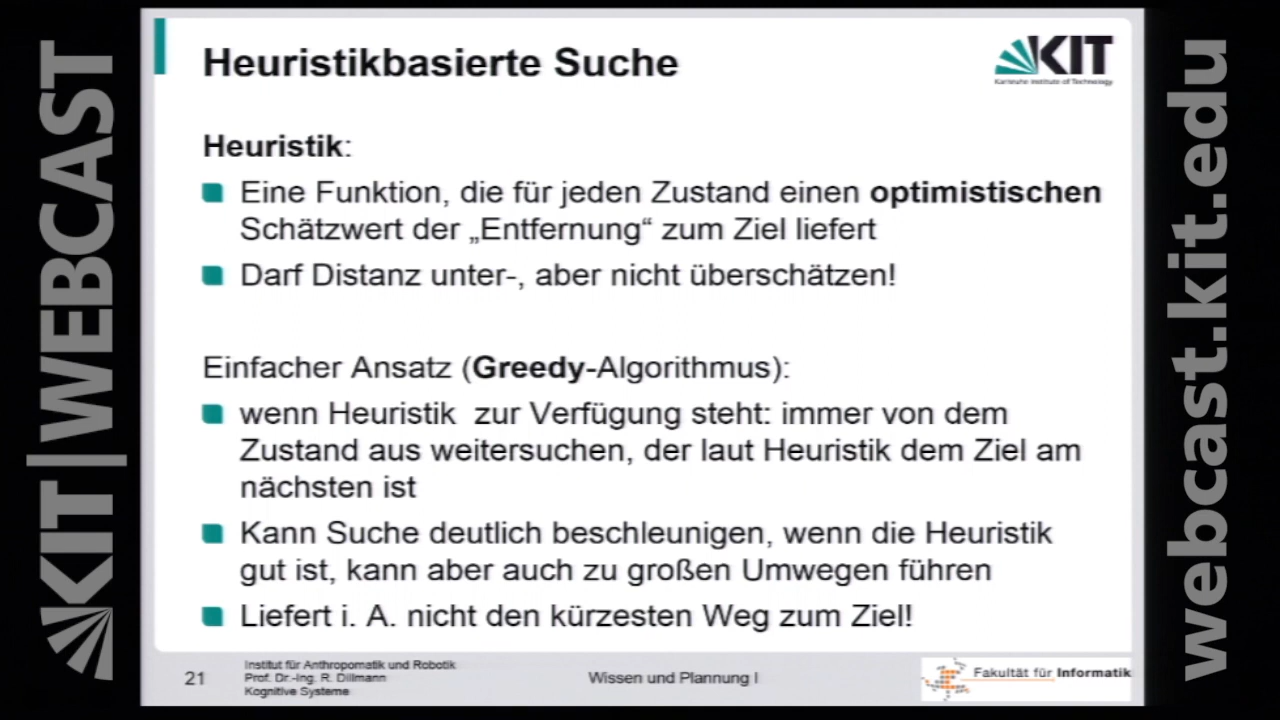 KIT|WEBCAST
Heuristikbasierte Suche
KIT
Karlsruhe Institute of Technology
Heuristik:
Eine Funktion, die für jeden Zustand einen optimistischen
Schätzwert der „Entfernung“ zum Ziel liefert
Darf Distanz unter-, aber nicht überschätzen!
Einfacher Ansatz (Greedy-Algorithmus):
wenn Heuristik zur Verfügung steht: immer von dem
Zustand aus weitersuchen, der laut Heuristik dem Ziel am
nächsten ist
Kann Suche deutlich beschleunigen, wenn die Heuristik
gut ist, kann aber auch zu großen Umwegen führen
Liefert i. A. nicht den kürzesten Weg zum Ziel!
21
Institut für Anthropomatik und Robotik
Prof. Dr.-Ing. R. Dillmann
Kognitive Systeme
Wissen und Planung I
Fakultät für Informatik
webcast.kit.edu